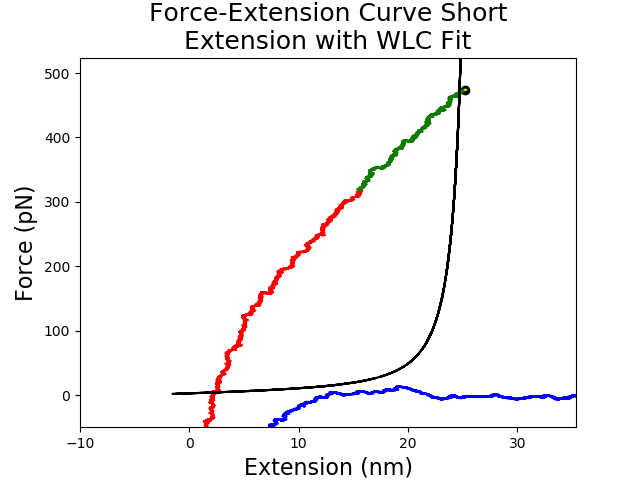 Force-Extension Curve Short
Extension with WLC Fit
500
400
300
200
100
0
Force (pN)
−10
0
10
20
30
Extension (nm)